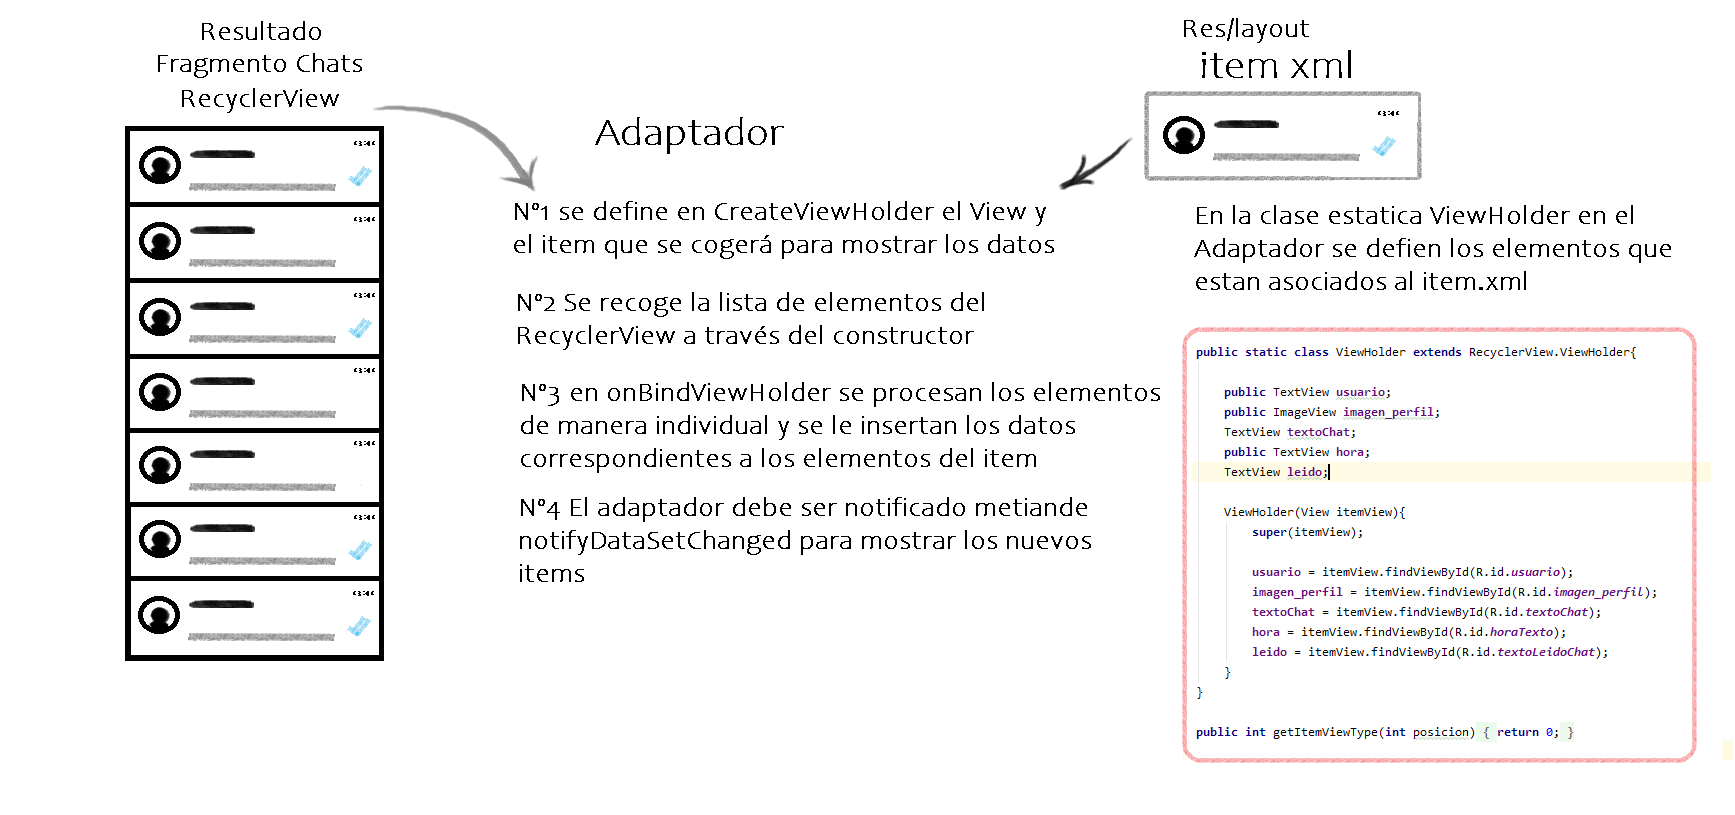 Resultado
Fragmento Chats
RecyclerView
Adaptador
Nº1 se define en CreateViewHolder el View y
el item que se cogerá para mostrar los datos
Nº2 Se recoge la lista de elementos del
RecyclerView a través del constructor
Nº3 en onBindViewHolder se procesan los elementos
de manera individual y se le insertan los datos
correspondientes a los elementos del item
Nº4 El adaptador debe ser notificado metiande
notifyDataSetChanged para mostrar los nuevos
items
Res/layout
item xml
En la clase estatica ViewHolder en el
Adaptador se defien los elementos que
estan asociados al item.xml
public static class ViewHolder extends RecyclerView.ViewHolder{
public TextView usuario;
public ImageView imagen_perfil;
TextView textoChat;
public TextView hora;
TextView leido;
ViewHolder(View itemView){
super(itemView);
usuario = itemView.findViewById(R.id.usuario);
imagen_perfil = itemView.findViewById(R.id.imagen_perfil);
textoChat = itemView.findViewById(R.id.textoChat);
hora = itemView.findViewById(R.id.horaTexto);
leido = itemView.findViewById(R.id.textoLeidoChat);
}
}
public int getItemViewType(int posicion) { return 0; }